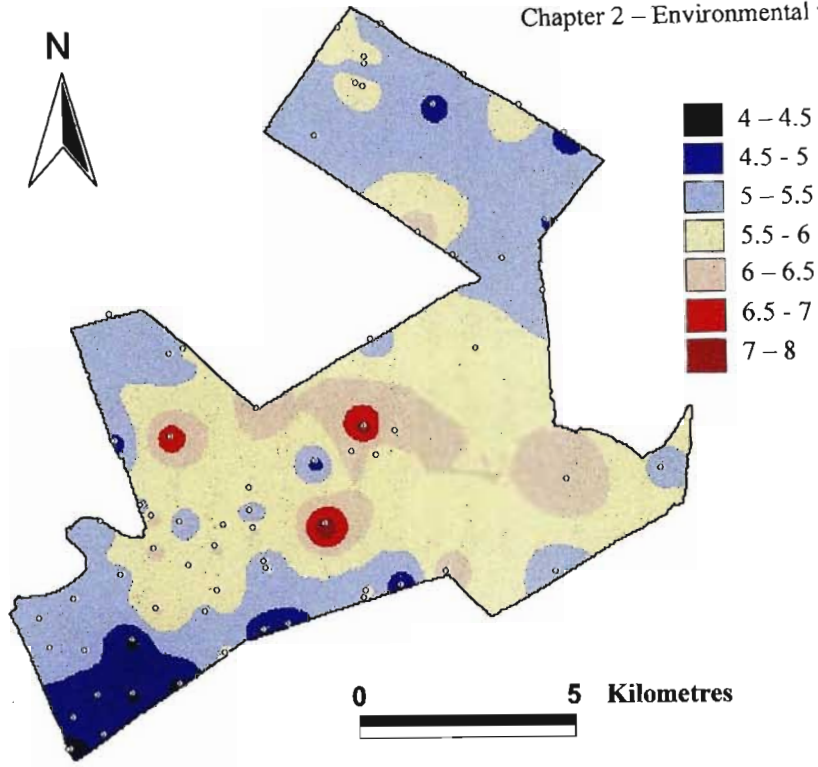 Chapter 2 – Environmental
N
4 – 4.5
4.5 - 5
5 – 5.5
5.5 - 6
6 – 6.5
6.5 - 7
7 – 8
0 5 Kilometres